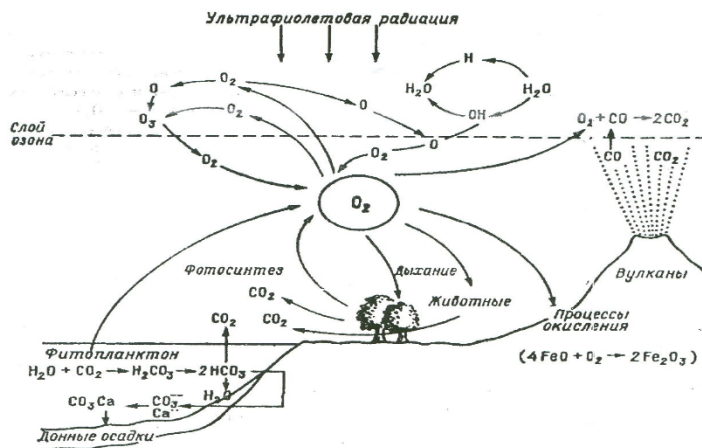 Ультрафиолетовая радиация
H
O O₂ H₂O H₂O
O₃ O₂ O OH O₂ + CO → 2CO₂
Слой
озона
O₂ O₂ O CO CO₂
O₂
Фотосинтез Дыхание Вулканы
CO₂ Животные
CO₂ CO₂ Процессы
окисления
Фитопланктон
H₂O + CO₂ → H₂CO₃ → 2HCO₃ (4FeO + O₂ → 2Fe₂O₃)
H₂O
CO₃Ca CO₃⁻⁻
Ca
Донные осадки